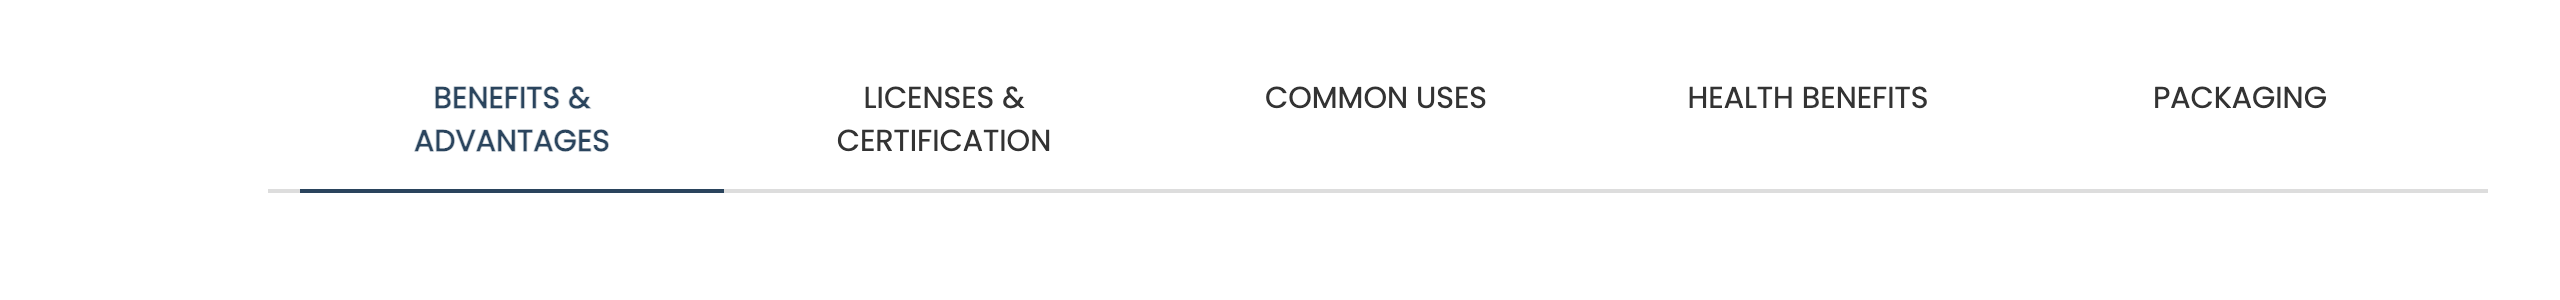 BENEFITS &
ADVANTAGES
LICENSES &
CERTIFICATION
COMMON USES
HEALTH BENEFITS
PACKAGING